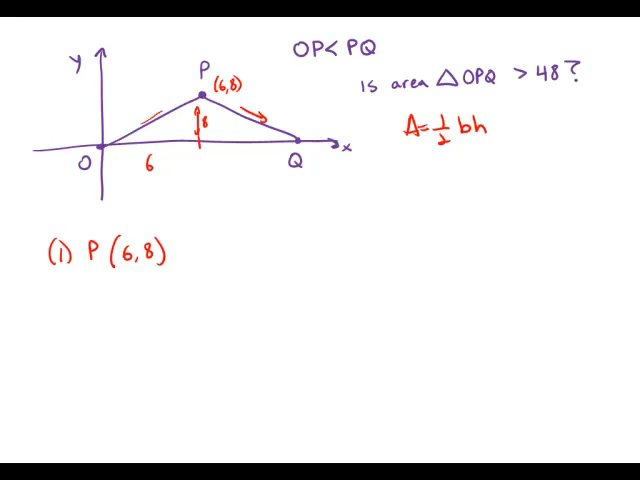 OP < PQ
y
P
(6,8)
is area △OPQ > 48?
8
A = 1/2 bh
x
O
6
Q
(1) P (6,8)